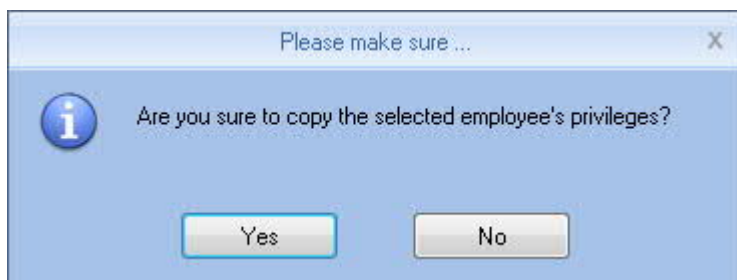 Please make sure ...
X
Are you sure to copy the selected employee's privileges?
Yes
No